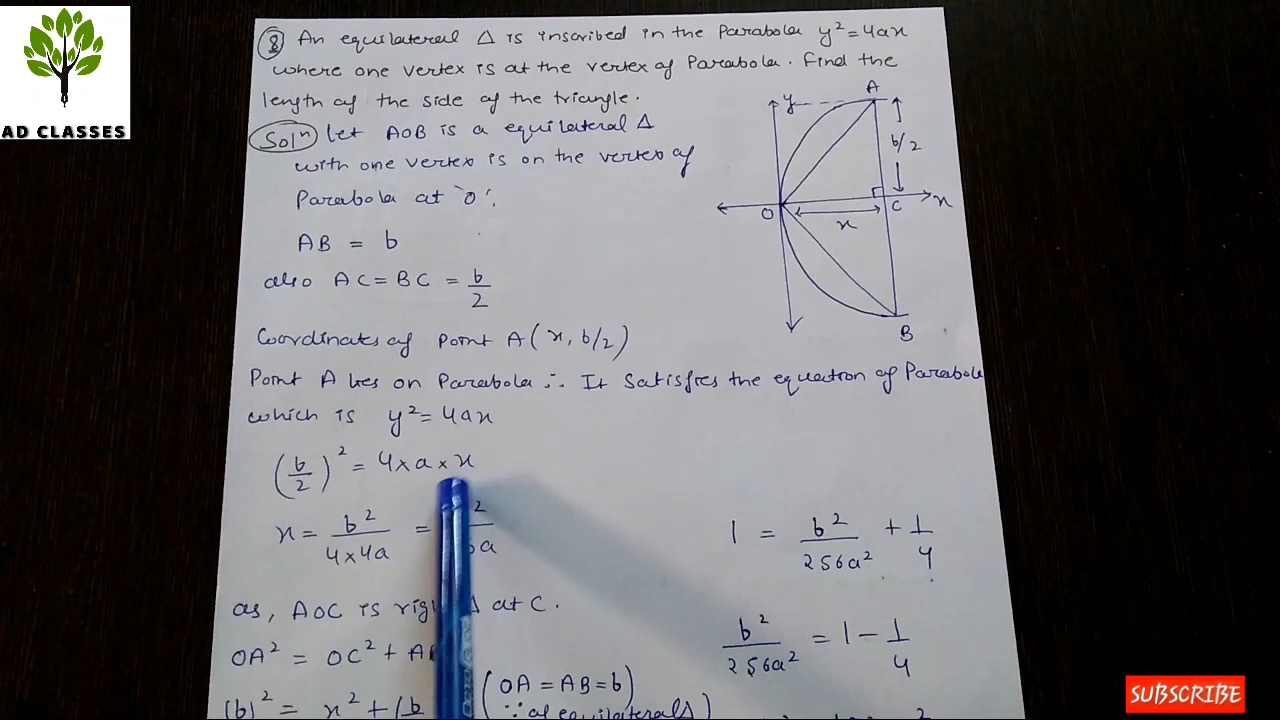 AD CLASSES
8 An equilateral Δ is inscribed in the Parabola y² = 4ax
where one vertex is at the vertex of Parabola. Find the
length of the side of the triangle.
Solⁿ Let AOB is a equilateral Δ
with one vertex is on the vertex of
Parabola at 'O'.
AB = b
also AC = BC = b/2
Coordinates of Point A(x, b/2)
Point A lies on Parabola ∴ It Satisfies the equation of Parabola
which is y² = 4ax
(b/2)² = 4×a×x
x = b²/4×4a =
as, AOC is Δ at C.
OA² = OC² +
(b)² = x² + (b
(OA = AB = b)
∵ of equilateral Δ)
y
A
b/2
O
x
C
x
B
1 = b²/256a² + 1/4
b²/256a² = 1 - 1/4
SUBSCRIBE